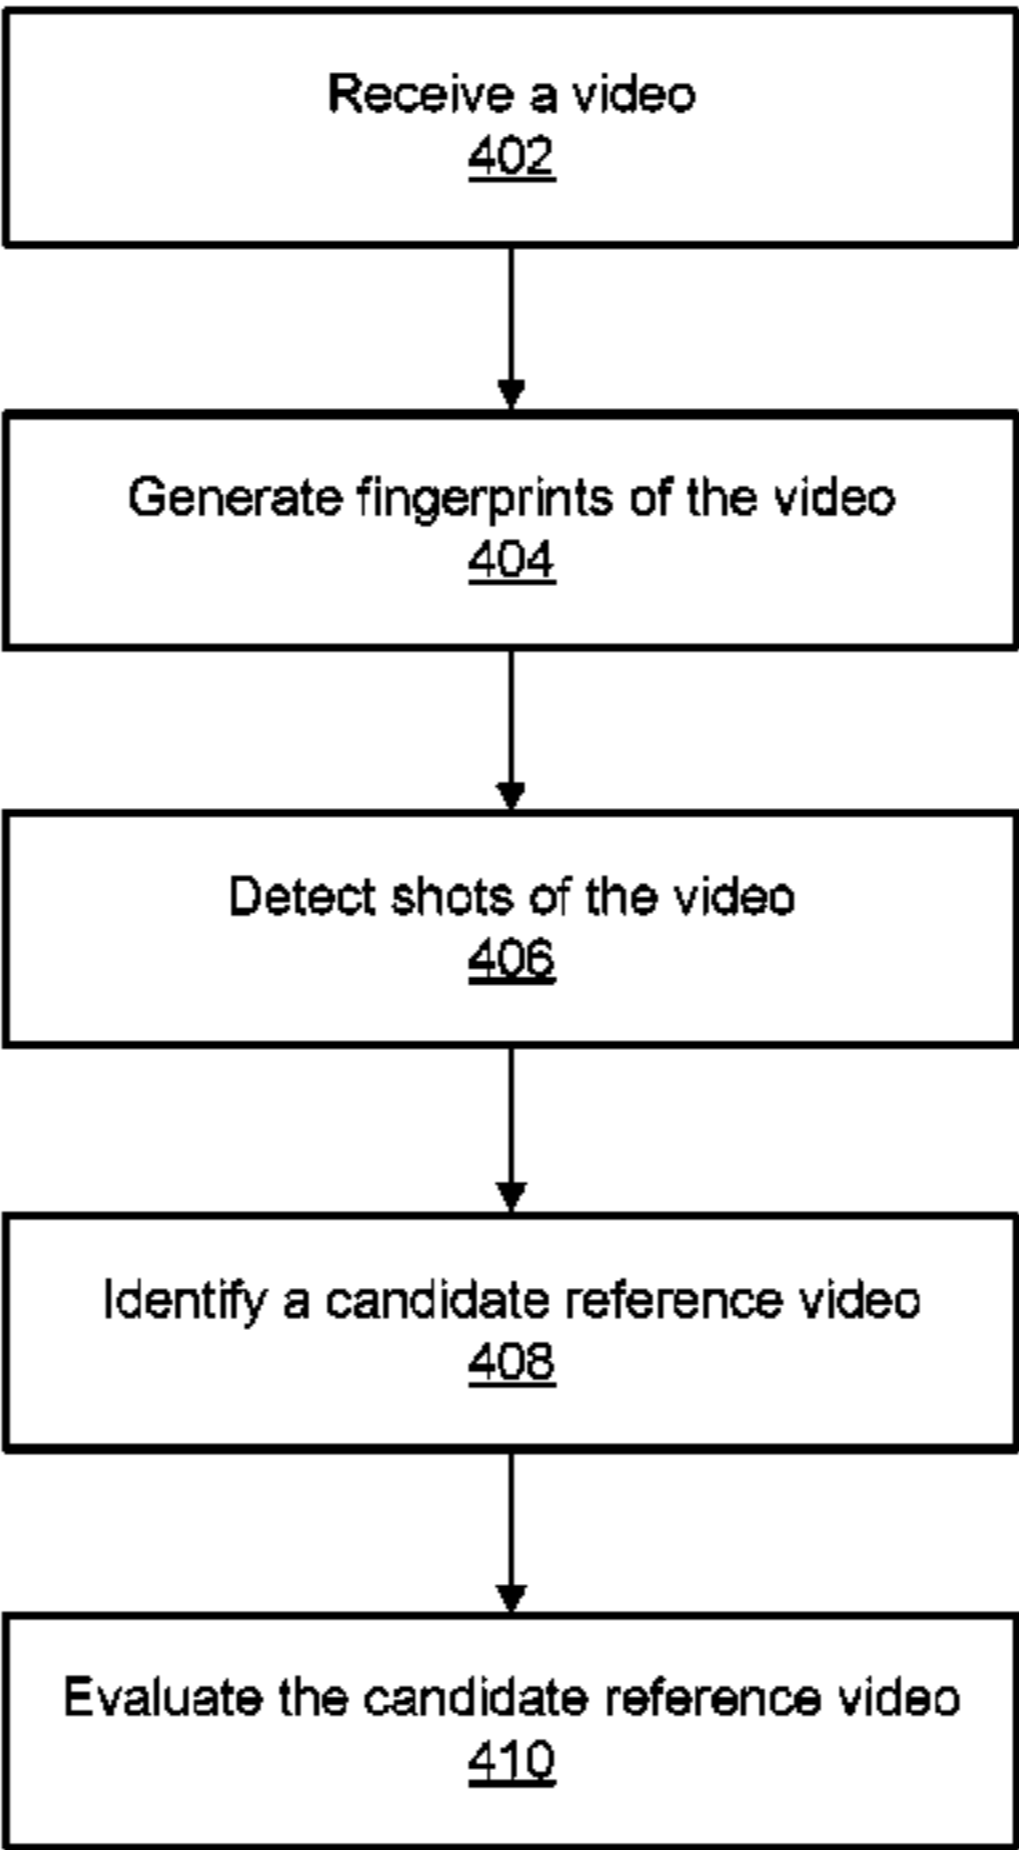 Receive a video
402
Generate fingerprints of the video
404
Detect shots of the video
406
Identify a candidate reference video
408
Evaluate the candidate reference video
410